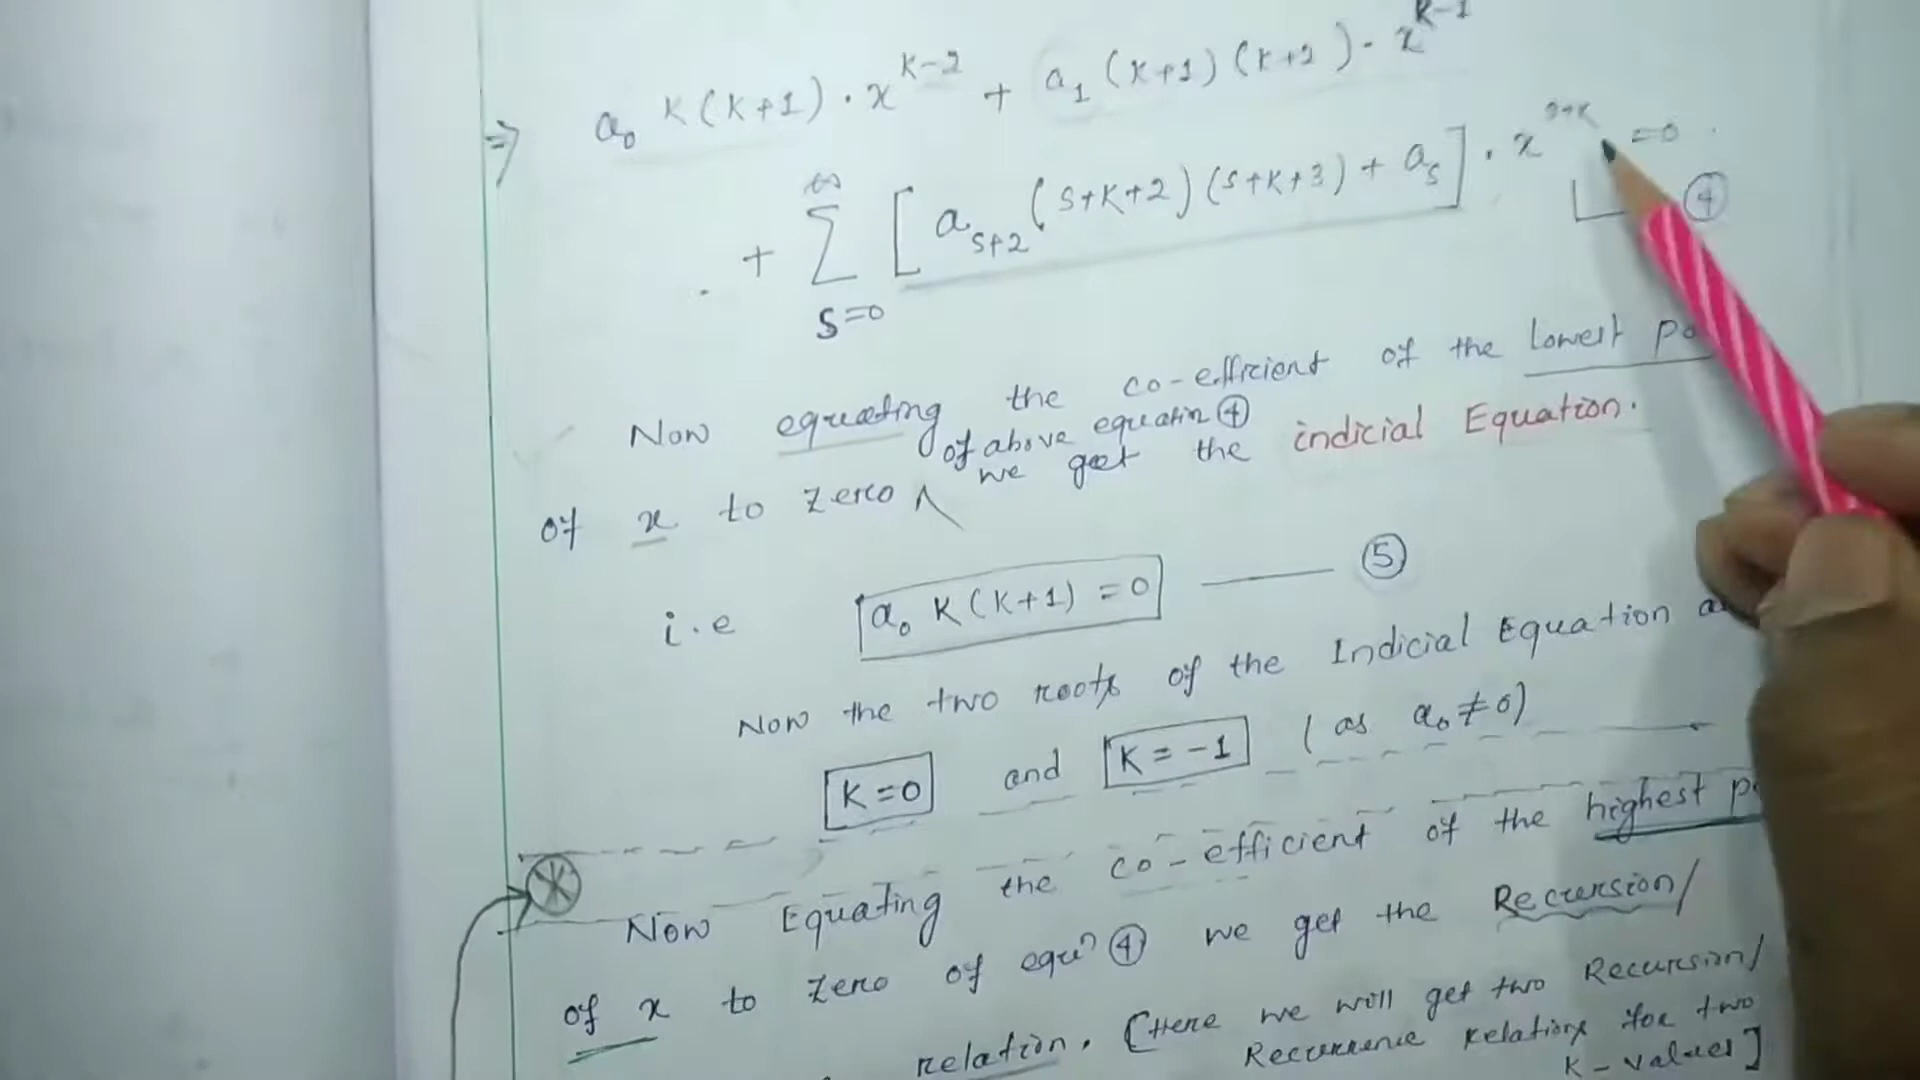 ⇒ a₀ K(K+1) · x^(K-2) + a₁ (K+1) (K+2) · x^(K-1)
+ ∑_(S=0)^∞ [ a_(S+2) (S+K+2) (S+K+3) + a_S ] · x^(S+K) = 0 . ④
Now equating the co-efficient of the lowest
of above equatin ④
of x to zero ∧ we get the indicial Equation.
i.e a₀ K(K+1) = 0 —— ⑤
Now the two roots of the Indicial Equation
K=0 and K = -1 (as a₀ ≠ 0)
Now Equating the co-efficient of the highest
of x to zero of equⁿ ④ we get the Recursion/
relation. [Here we will get two Recursion/
Recurrence Relations for two
K-values]